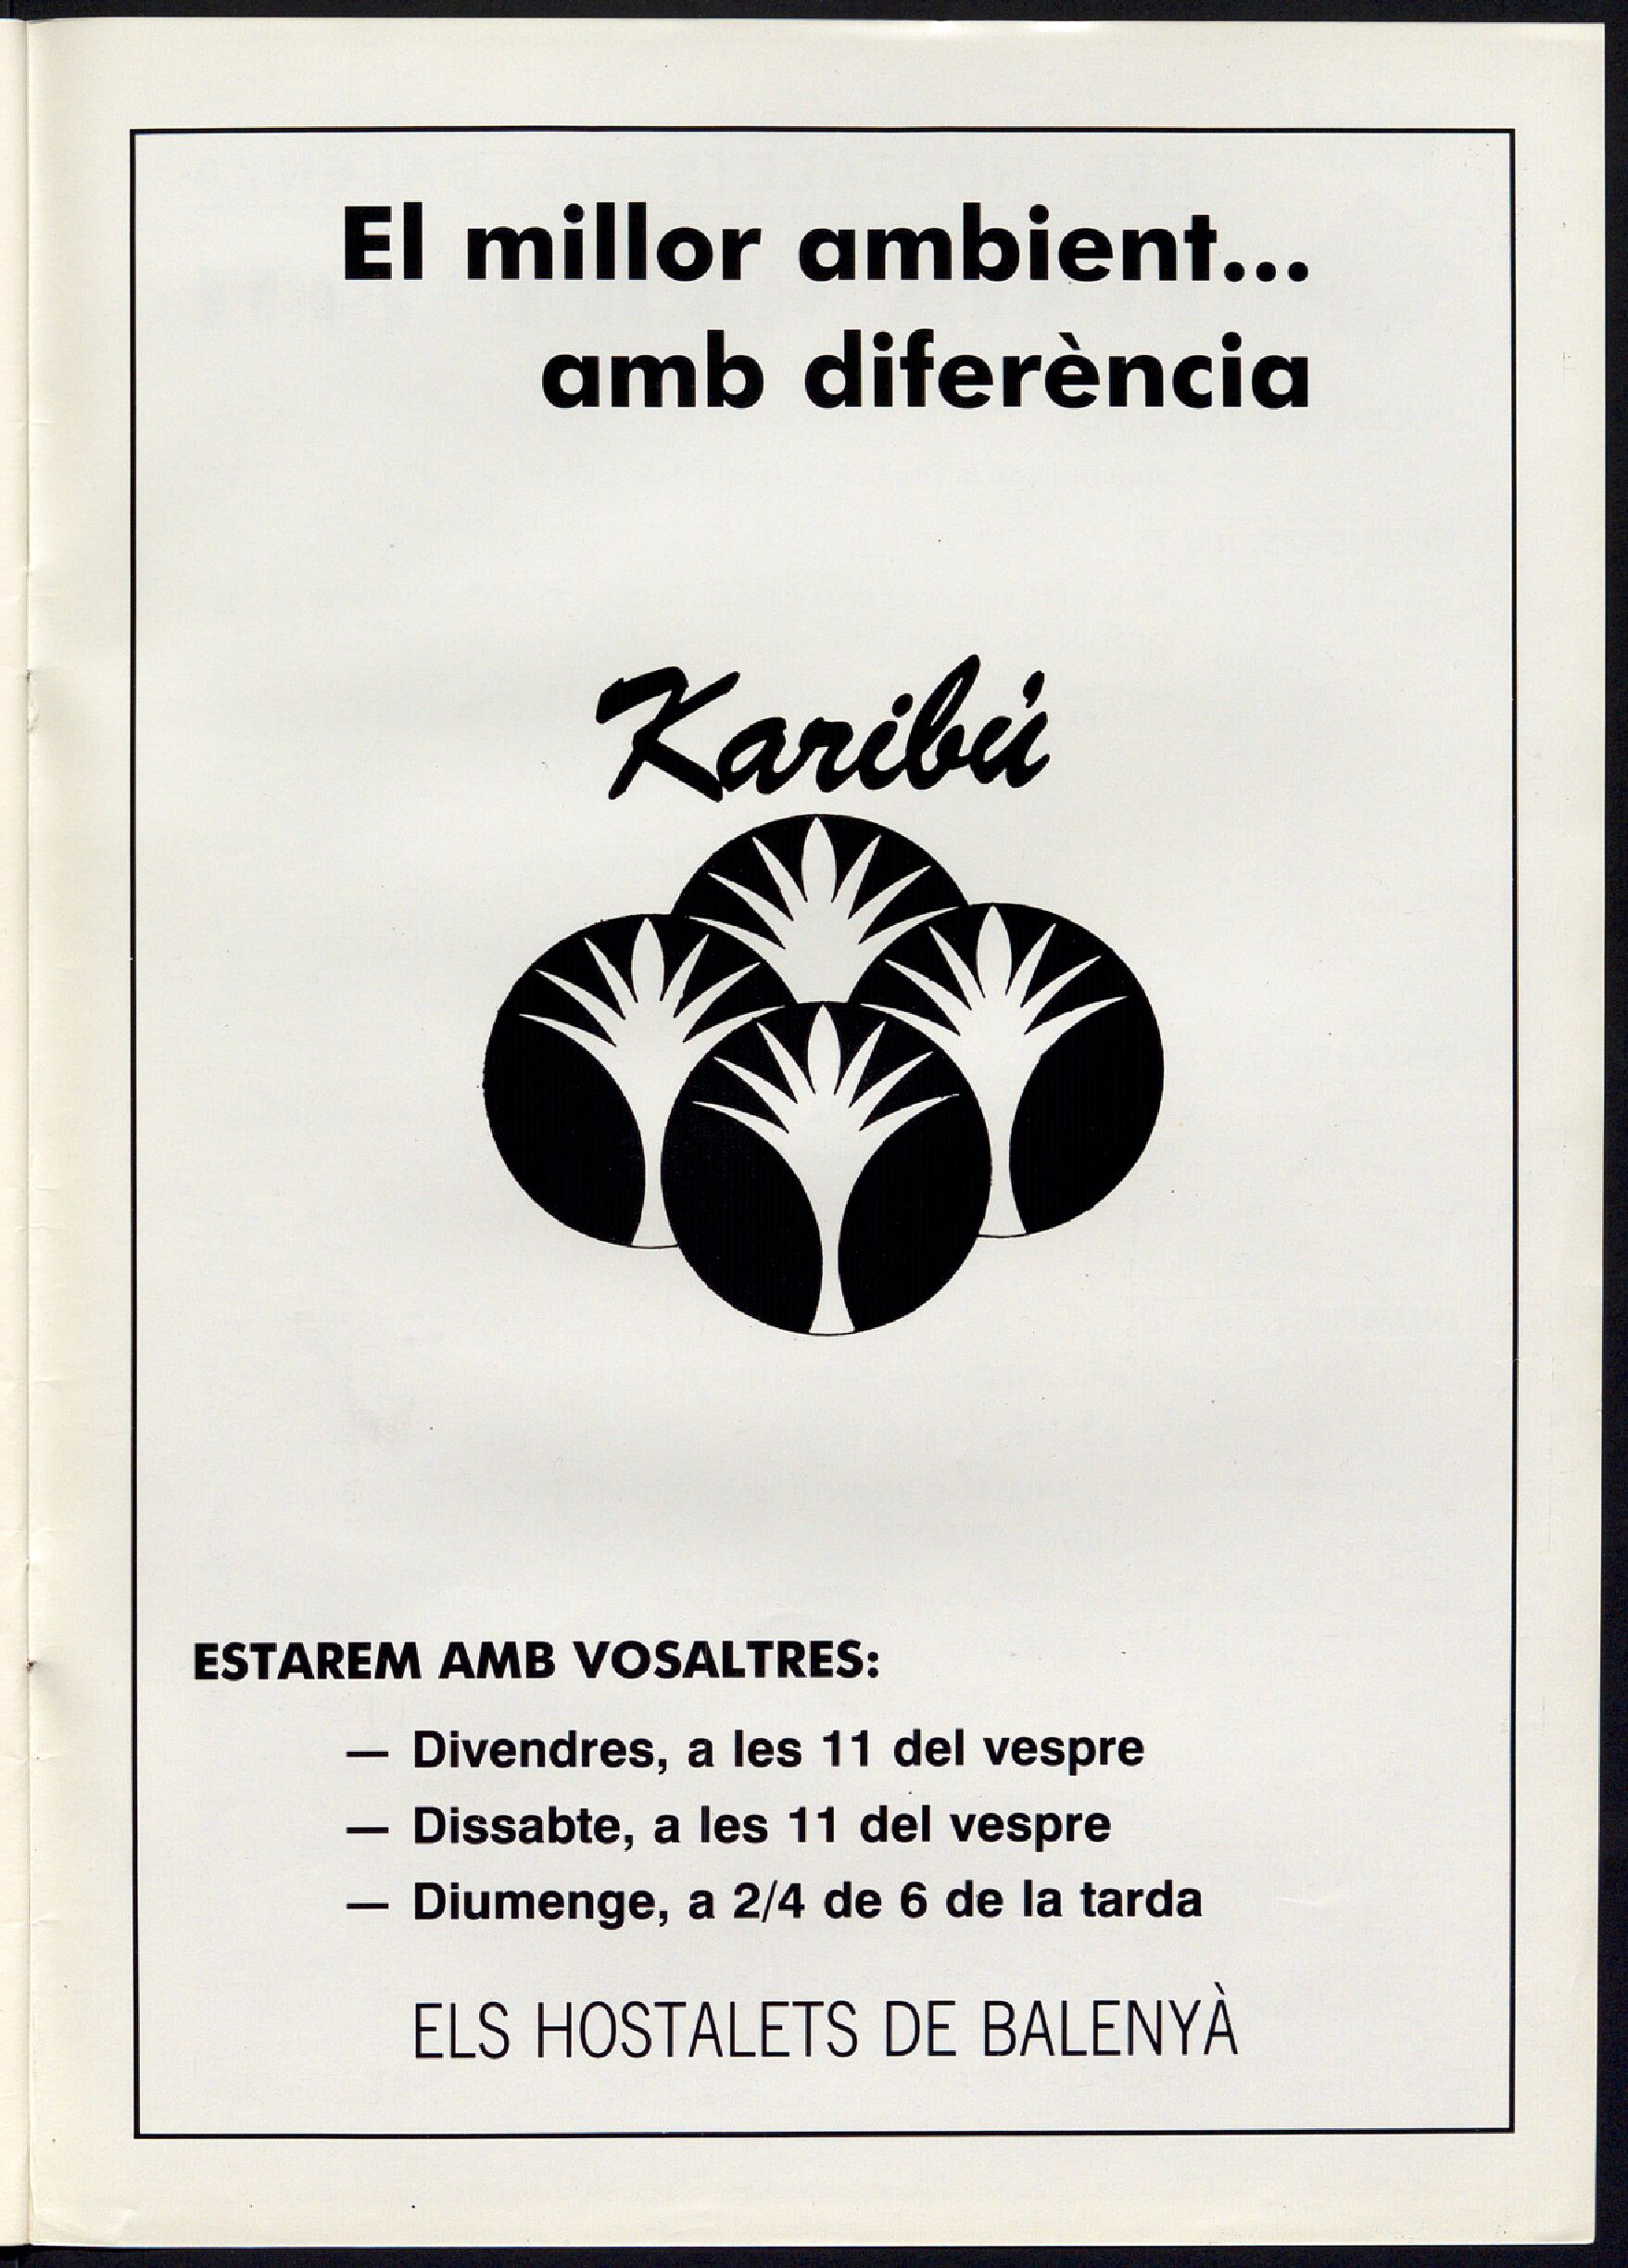 El millor ambient...
amb diferència
Karibú
ESTAREM AMB VOSALTRES:
— Divendres, a les 11 del vespre
— Dissabte, a les 11 del vespre
— Diumenge, a 2/4 de 6 de la tarda
ELS HOSTALETS DE BALENYÀ